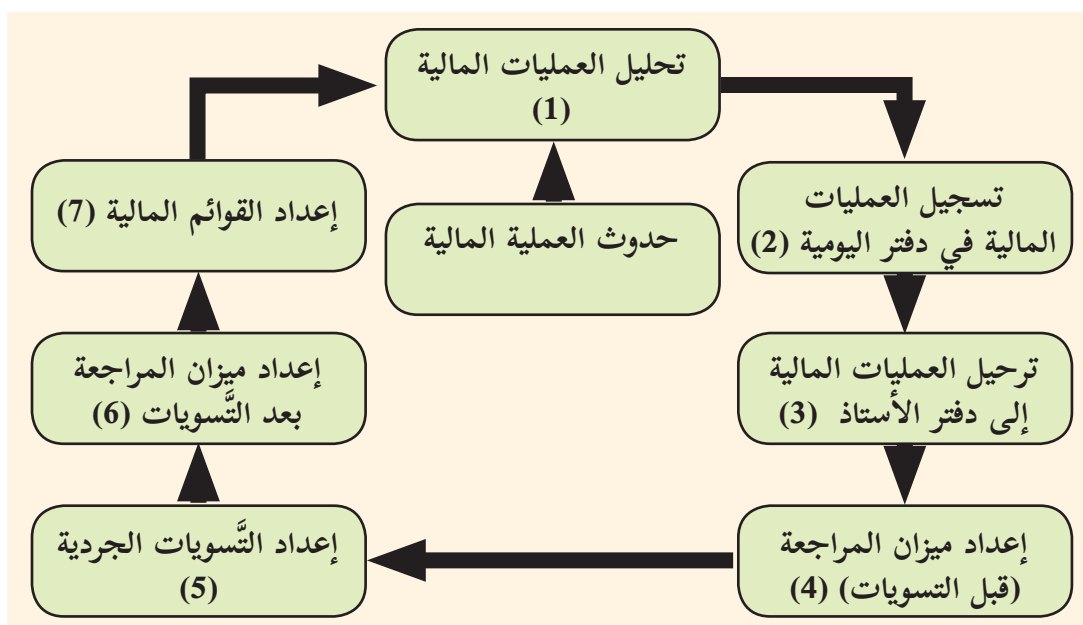 تحليل العمليات المالية
(1)
حدوث العملية المالية
تسجيل العمليات
المالية في دفتر اليومية (2)
ترحيل العمليات المالية
إلى دفتر الأستاذ (3)
إعداد ميزان المراجعة
(قبل التسويات) (4)
إعداد التَّسويات الجردية
(5)
إعداد ميزان المراجعة
بعد التَّسويات (6)
إعداد القوائم المالية (7)